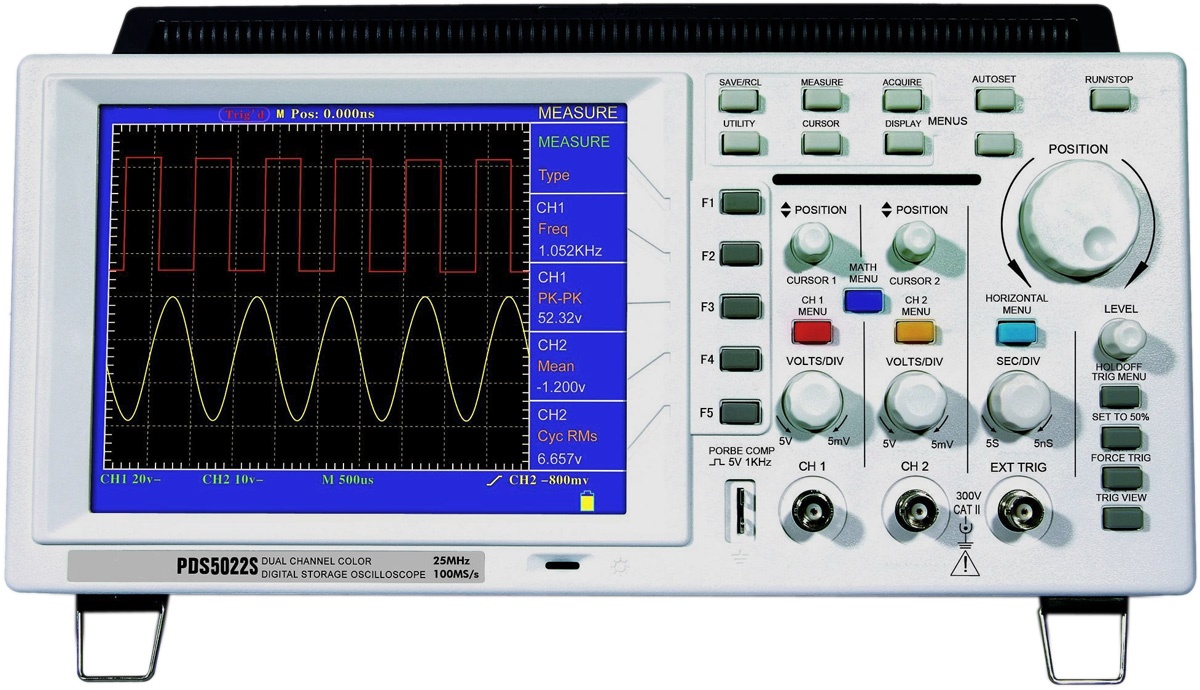 Trig'd M Pos: 0.000ns MEASURE
MEASURE
Type
CH1
Freq
1.052KHz
CH1
PK-PK
52.32v
CH2
Mean
-1.200v
CH2
Cyc RMs
6.657v
CH1 20v~ CH2 10v~ M 500us CH2 -800mv
PDS5022S DUAL CHANNEL COLOR 25MHz
DIGITAL STORAGE OSCILLOSCOPE 100MS/s
SAVE/RCL MEASURE ACQUIRE AUTOSET RUN/STOP
UTILITY CURSOR DISPLAY MENUS
F1
F2
F3
F4
F5
POSITION POSITION POSITION
CURSOR 1 MATH MENU CURSOR 2
CH 1 MENU CH 2 MENU HORIZONTAL MENU LEVEL
VOLTS/DIV VOLTS/DIV SEC/DIV
5V 5mV 5V 5mV 5S 5nS
HOLDOFF
TRIG MENU
SET TO 50%
FORCE TRIG
TRIG VIEW
PORBE COMP
5V 1KHz
CH 1 CH 2 EXT TRIG
300V
CAT II